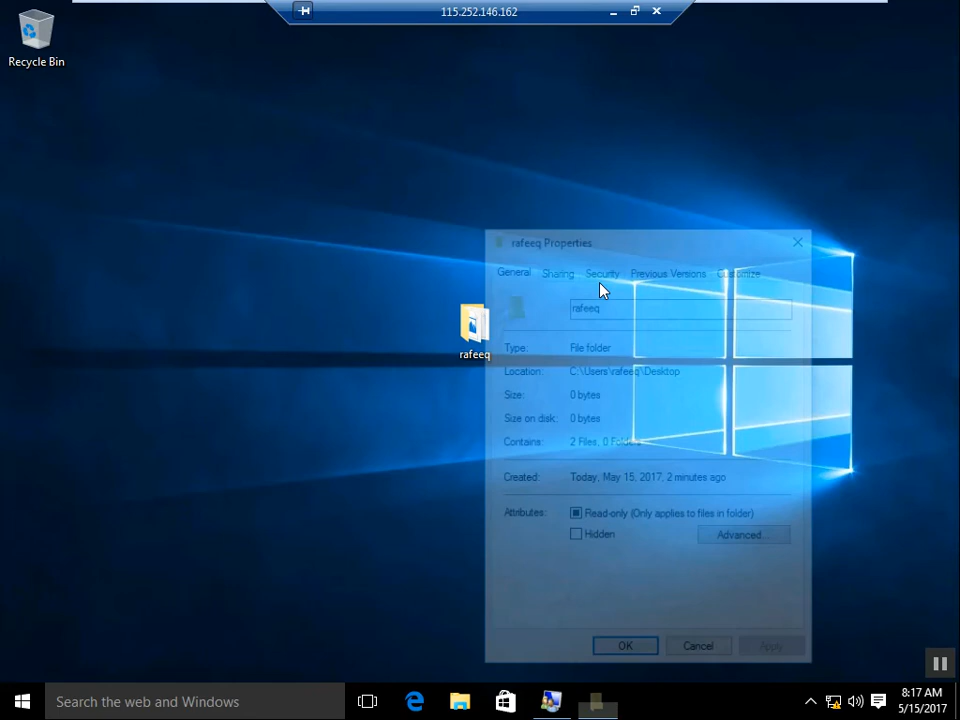 115.252.146.162
Recycle Bin
rafeeq Properties
General Sharing Security Previous Versions Customize
rafeeq
rafeeq
Type: File folder
Location: C:\Users\rafeeq\Desktop
Size: 0 bytes
Size on disk: 0 bytes
Contains: 2 Files, 0 Folders
Created: Today, May 15, 2017, 2 minutes ago
Attributes: Read-only (Only applies to files in folder)
Hidden Advanced...
OK Cancel Apply
Search the web and Windows
8:17 AM
5/15/2017